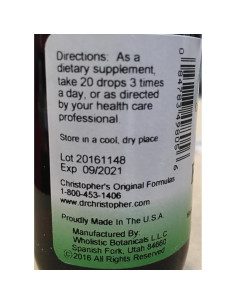 Directions: As a
dietary supplement,
take 20 drops 3 times
a day, or as directed
by your health care
professional.
Store in a cool, dry place
Lot 20161148
Exp 09/2021
Christopher's Original Formulas
1-800-453-1406
www.drchristopher.com
Proudly Made In The U.S.A.
Manufactured By:
Wholistic Botanicals L.L.C.
Spanish Fork, Utah 84660
©2016 All Rights Reserved